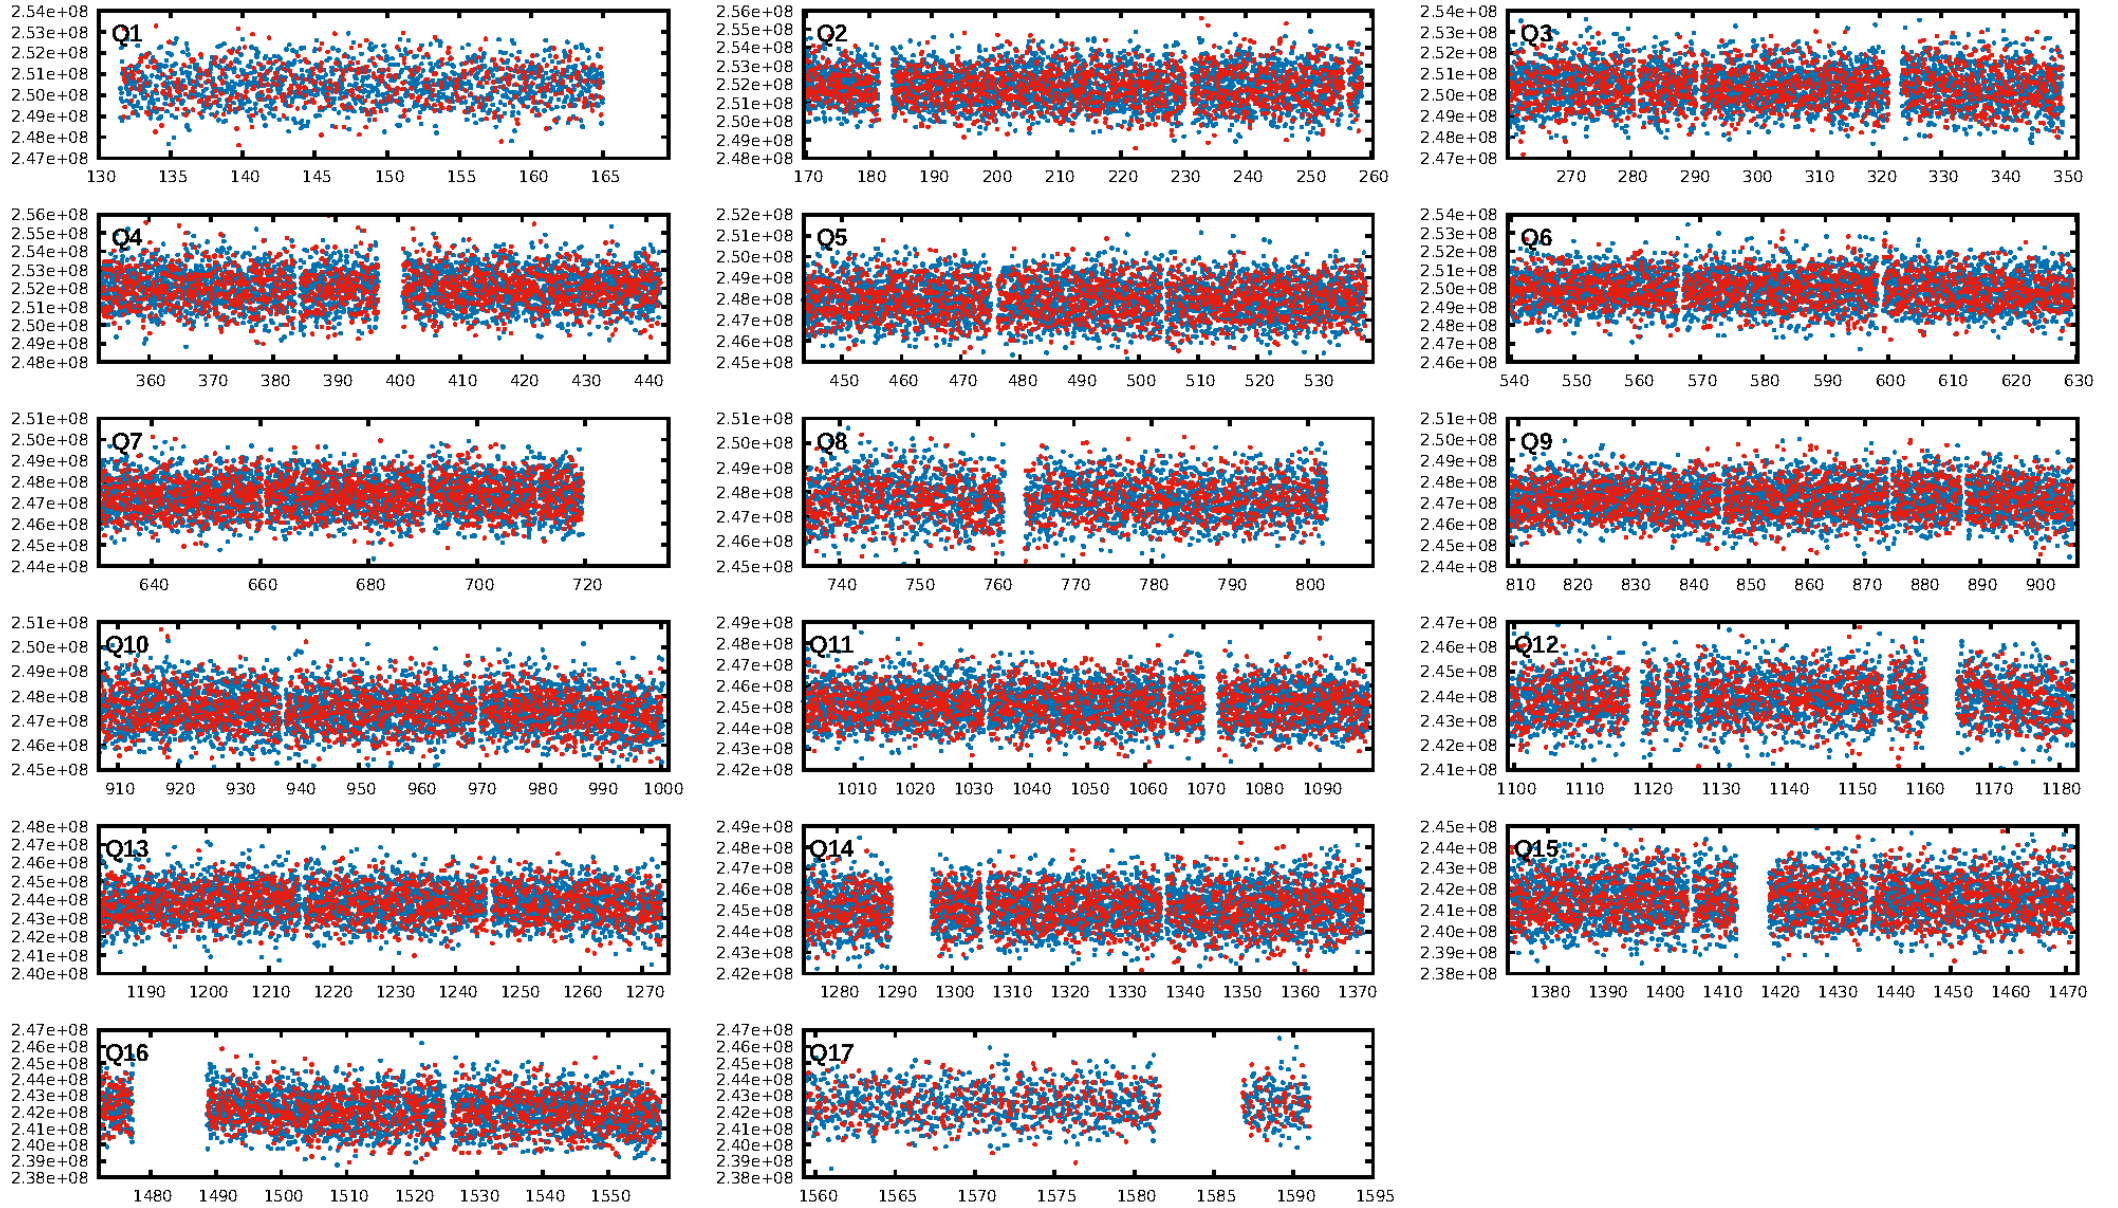 2.54e+08
2.53e+08
2.52e+08
2.51e+08
2.50e+08
2.49e+08
2.48e+08
2.47e+08
Q1
130 135 140 145 150 155 160 165
2.56e+08
2.55e+08
2.54e+08
2.53e+08
2.52e+08
2.51e+08
2.50e+08
2.49e+08
2.48e+08
Q2
170 180 190 200 210 220 230 240 250 260
2.54e+08
2.53e+08
2.52e+08
2.51e+08
2.50e+08
2.49e+08
2.48e+08
2.47e+08
Q3
270 280 290 300 310 320 330 340 350
2.56e+08
2.55e+08
2.54e+08
2.53e+08
2.52e+08
2.51e+08
2.50e+08
2.49e+08
2.48e+08
Q4
360 370 380 390 400 410 420 430 440
2.52e+08
2.51e+08
2.50e+08
2.49e+08
2.48e+08
2.47e+08
2.46e+08
2.45e+08
Q5
450 460 470 480 490 500 510 520 530
2.54e+08
2.53e+08
2.52e+08
2.51e+08
2.50e+08
2.49e+08
2.48e+08
2.47e+08
2.46e+08
Q6
540 550 560 570 580 590 600 610 620 630
2.51e+08
2.50e+08
2.49e+08
2.48e+08
2.47e+08
2.46e+08
2.45e+08
2.44e+08
Q7
640 660 680 700 720
2.51e+08
2.50e+08
2.49e+08
2.48e+08
2.47e+08
2.46e+08
2.45e+08
Q8
740 750 760 770 780 790 800
2.51e+08
2.50e+08
2.49e+08
2.48e+08
2.47e+08
2.46e+08
2.45e+08
2.44e+08
Q9
810 820 830 840 850 860 870 880 890 900
2.51e+08
2.50e+08
2.49e+08
2.48e+08
2.47e+08
2.46e+08
2.45e+08
Q10
910 920 930 940 950 960 970 980 990 1000
2.49e+08
2.48e+08
2.47e+08
2.46e+08
2.45e+08
2.44e+08
2.43e+08
2.42e+08
Q11
1010 1020 1030 1040 1050 1060 1070 1080 1090
2.47e+08
2.46e+08
2.45e+08
2.44e+08
2.43e+08
2.42e+08
2.41e+08
Q12
1100 1110 1120 1130 1140 1150 1160 1170 1180
2.48e+08
2.47e+08
2.46e+08
2.45e+08
2.44e+08
2.43e+08
2.42e+08
2.41e+08
2.40e+08
Q13
1190 1200 1210 1220 1230 1240 1250 1260 1270
2.49e+08
2.48e+08
2.47e+08
2.46e+08
2.45e+08
2.44e+08
2.43e+08
2.42e+08
Q14
1280 1290 1300 1310 1320 1330 1340 1350 1360 1370
2.45e+08
2.44e+08
2.43e+08
2.42e+08
2.41e+08
2.40e+08
2.39e+08
2.38e+08
Q15
1380 1390 1400 1410 1420 1430 1440 1450 1460 1470
2.47e+08
2.46e+08
2.45e+08
2.44e+08
2.43e+08
2.42e+08
2.41e+08
2.40e+08
2.39e+08
2.38e+08
Q16
1480 1490 1500 1510 1520 1530 1540 1550
2.47e+08
2.46e+08
2.45e+08
2.44e+08
2.43e+08
2.42e+08
2.41e+08
2.40e+08
2.39e+08
2.38e+08
Q17
1560 1565 1570 1575 1580 1585 1590 1595